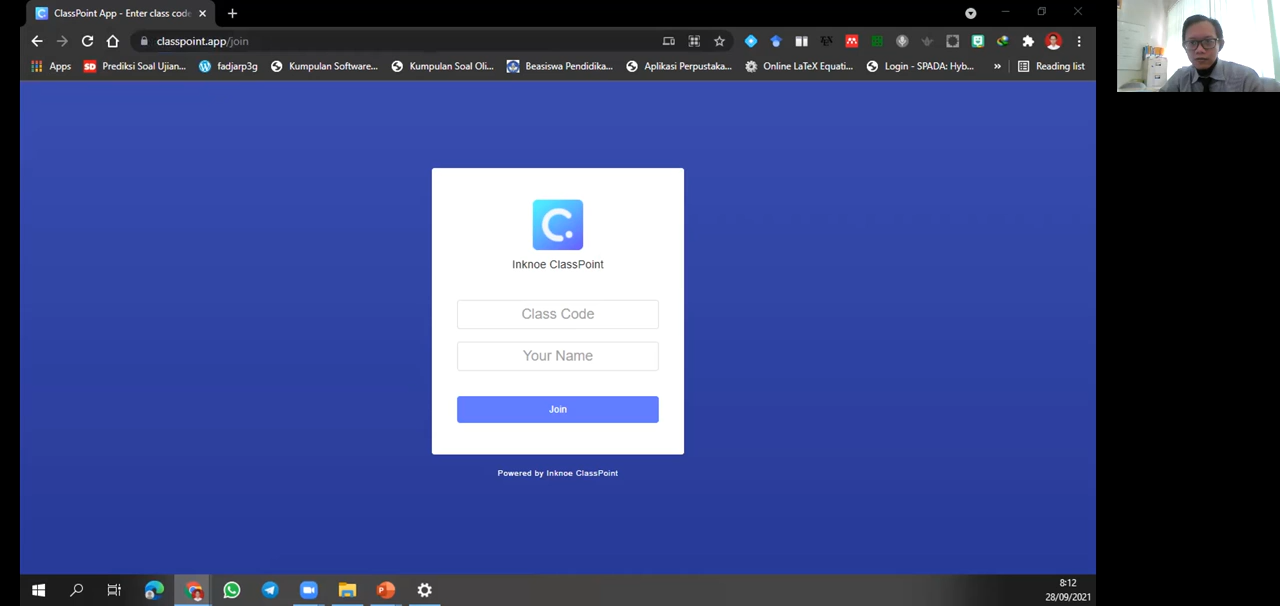 ClassPoint App - Enter class code
classpoint.app/join
Apps
SD Prediksi Soal Ujian...
fadjarp3g
Kumpulan Software...
Kumpulan Soal Oli...
Beasiswa Pendidika...
Aplikasi Perpustaka...
Online LaTeX Equati...
Login - SPADA: Hyb...
»
Reading list
C.
Inknoe ClassPoint
Class Code
Your Name
Join
Powered by Inknoe ClassPoint
8:12
28/09/2021